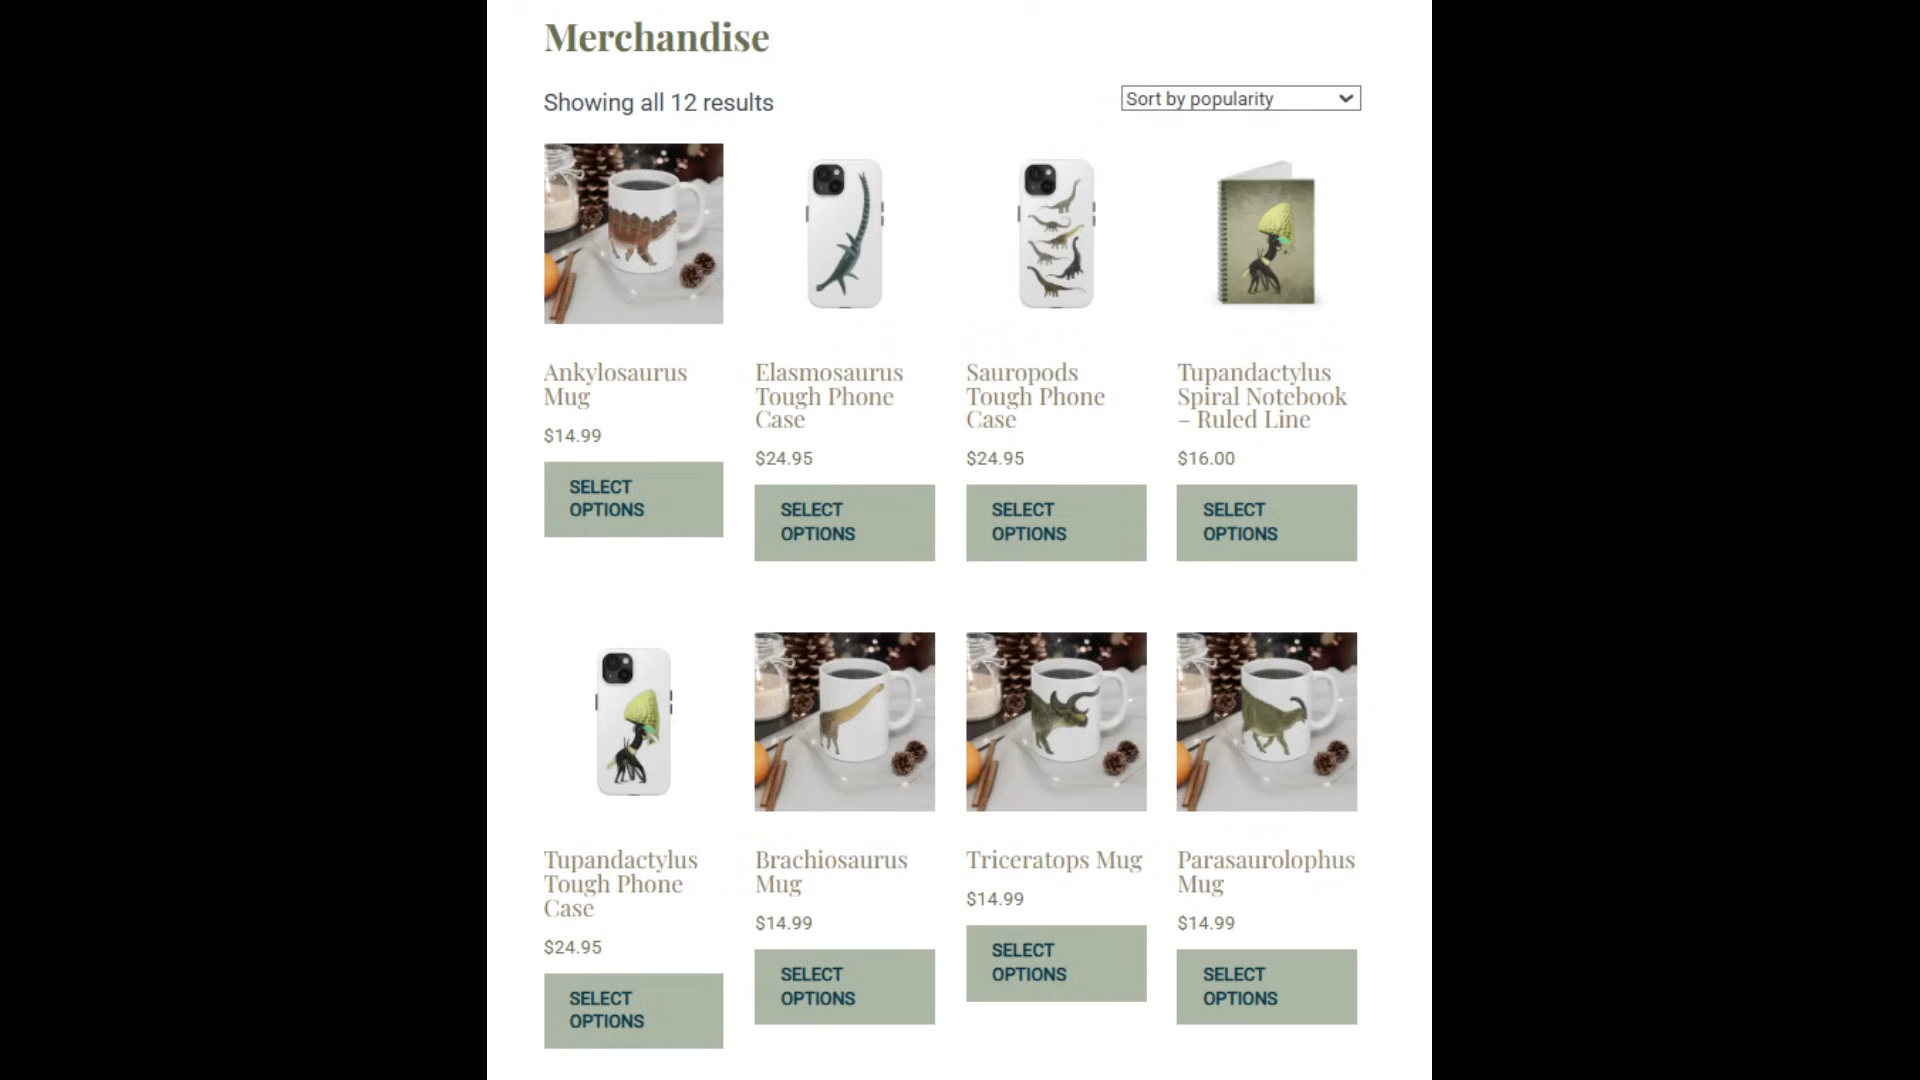 Merchandise
Showing all 12 results
Sort by popularity
Ankylosaurus
Mug
$14.99
SELECT
OPTIONS
Elasmosaurus
Tough Phone
Case
$24.95
SELECT
OPTIONS
Sauropods
Tough Phone
Case
$24.95
SELECT
OPTIONS
Tupandactylus
Spiral Notebook
– Ruled Line
$16.00
SELECT
OPTIONS
Tupandactylus
Tough Phone
Case
$24.95
SELECT
OPTIONS
Brachiosaurus
Mug
$14.99
SELECT
OPTIONS
Triceratops Mug
$14.99
SELECT
OPTIONS
Parasaurolophus
Mug
$14.99
SELECT
OPTIONS